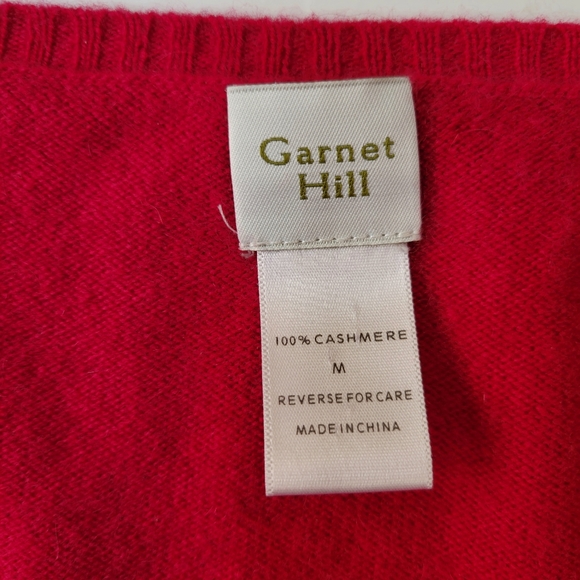 Garnet
Hill
100% CASHMERE
M
REVERSE FOR CARE
MADE IN CHINA